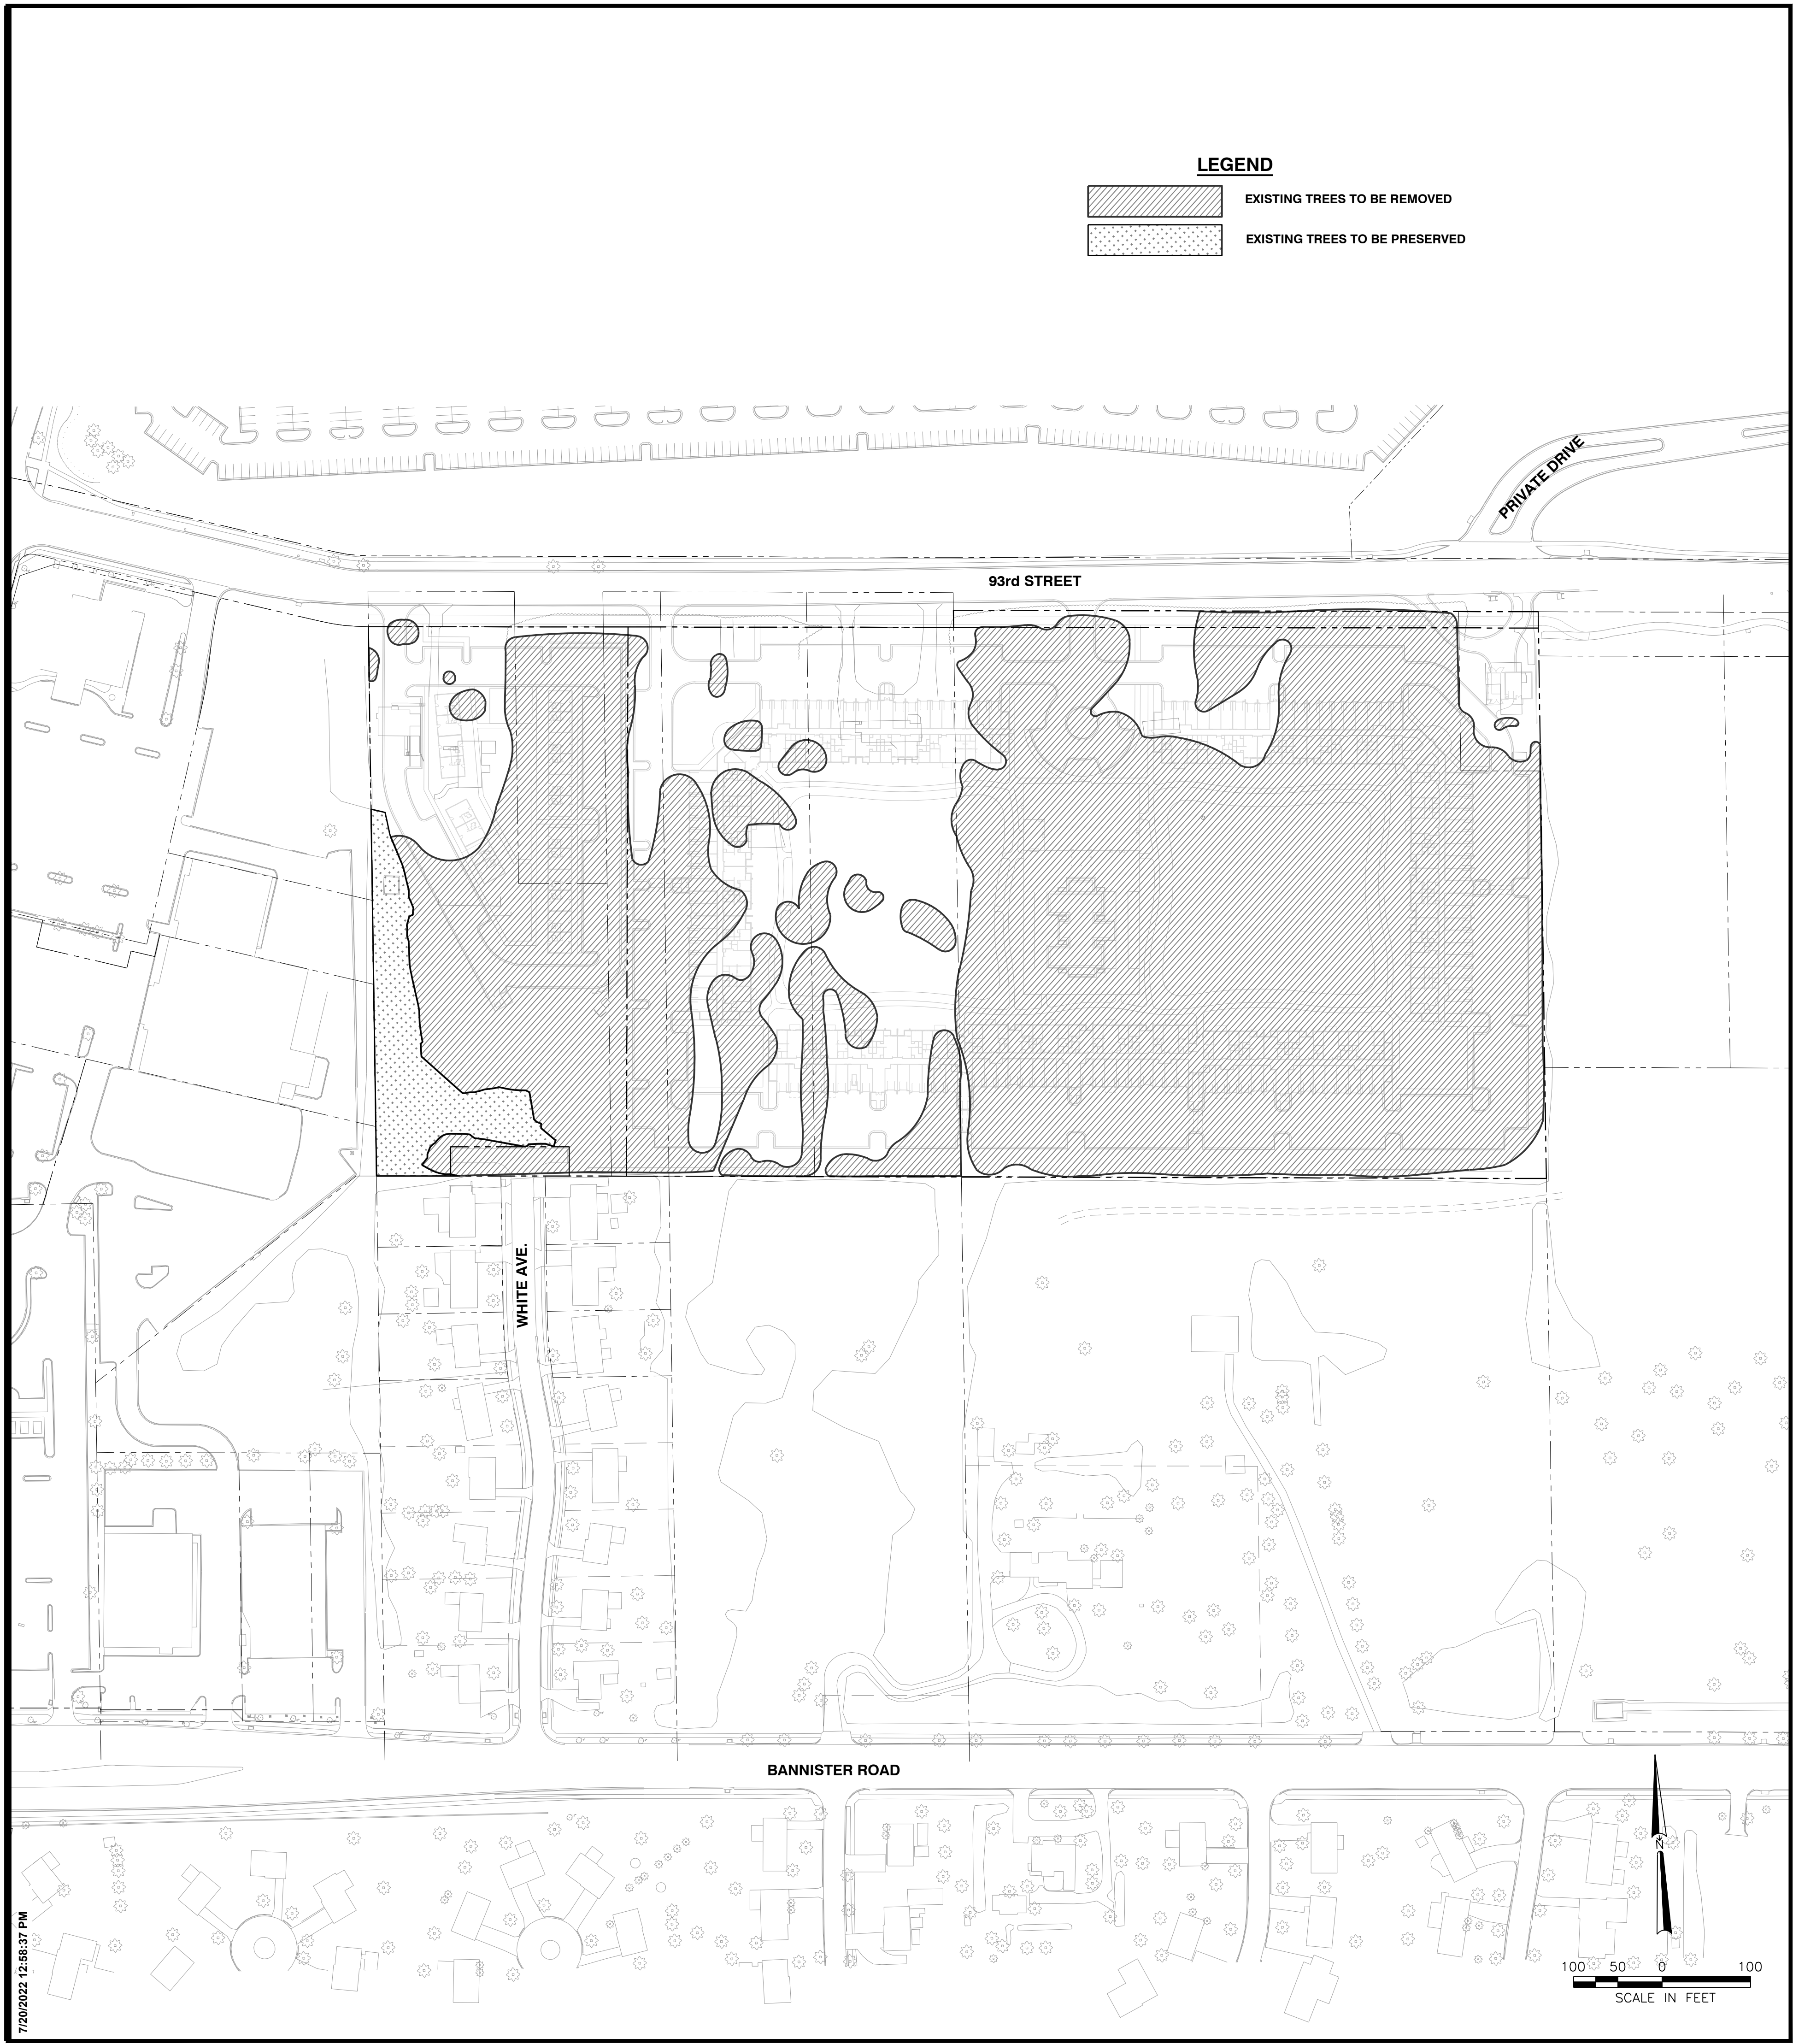 LEGEND
EXISTING TREES TO BE REMOVED
EXISTING TREES TO BE PRESERVED
PRIVATE DRIVE
93rd STREET
WHITE AVE.
BANNISTER ROAD
N
100 50 0 100
SCALE IN FEET
7/20/2022 12:58:37 PM